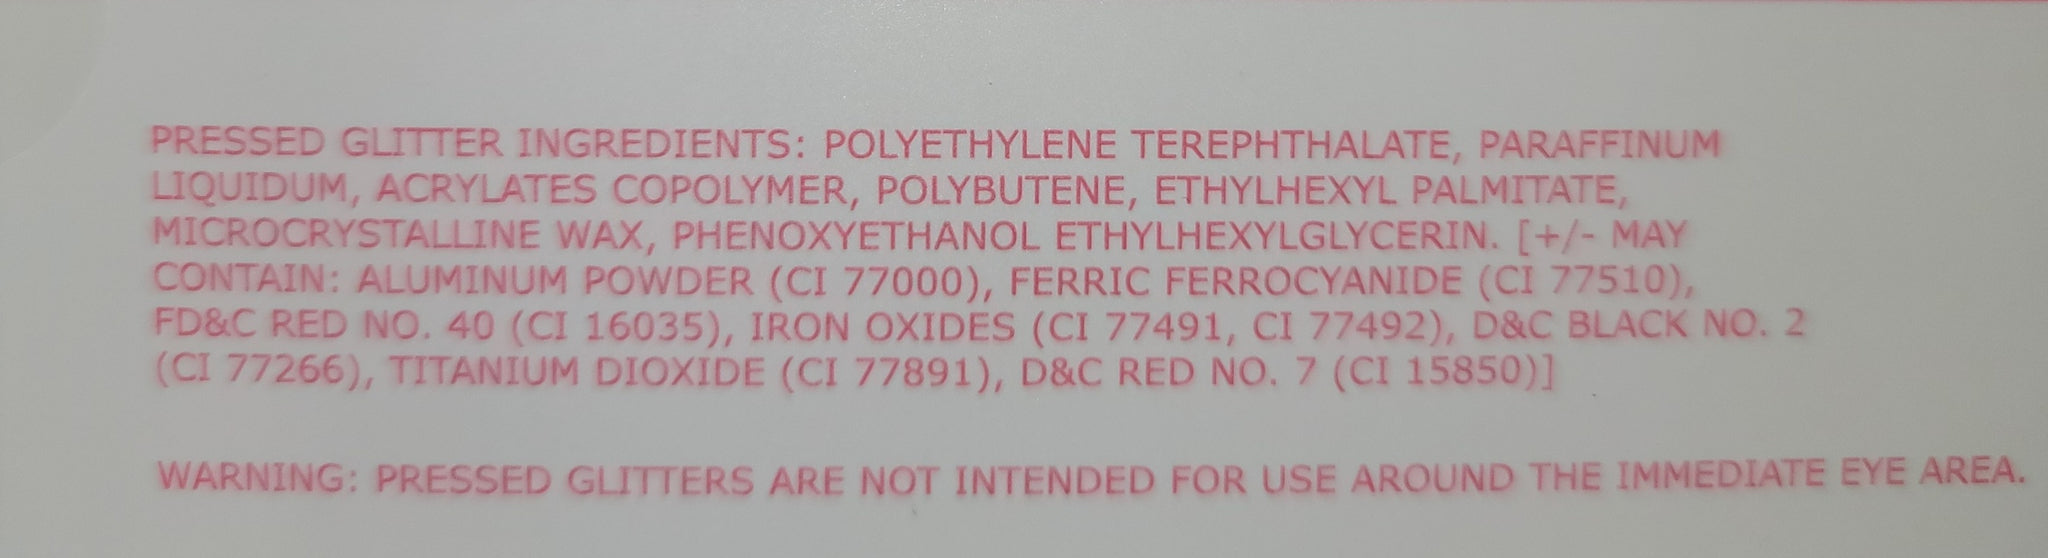 PRESSED GLITTER INGREDIENTS: POLYETHYLENE TEREPHTHALATE, PARAFFINUM
LIQUIDUM, ACRYLATES COPOLYMER, POLYBUTENE, ETHYLHEXYL PALMITATE,
MICROCRYSTALLINE WAX, PHENOXYETHANOL ETHYLHEXYLGLYCERIN. [+/- MAY
CONTAIN: ALUMINUM POWDER (CI 77000), FERRIC FERROCYANIDE (CI 77510),
FD&C RED NO. 40 (CI 16035), IRON OXIDES (CI 77491, CI 77492), D&C BLACK NO. 2
(CI 77266), TITANIUM DIOXIDE (CI 77891), D&C RED NO. 7 (CI 15850)]
WARNING: PRESSED GLITTERS ARE NOT INTENDED FOR USE AROUND THE IMMEDIATE EYE AREA.